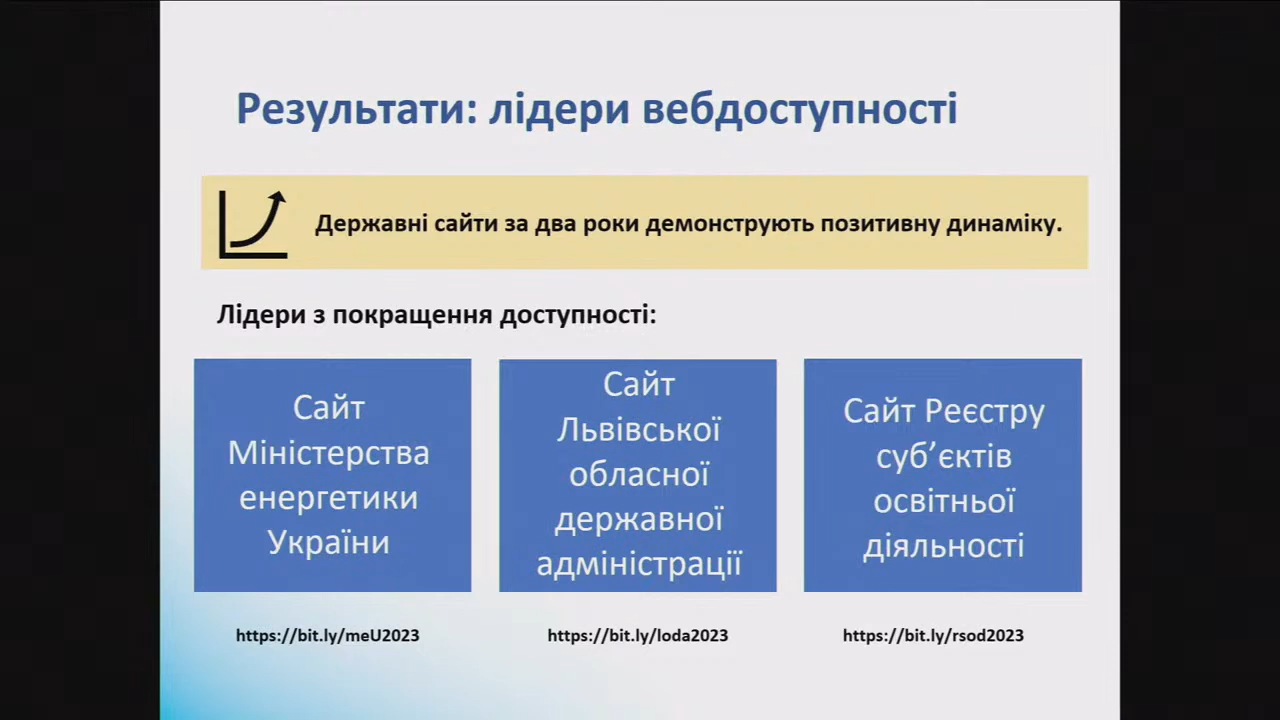 Результати: лідери вебдоступності
Державні сайти за два роки демонструють позитивну динаміку.
Лідери з покращення доступності:
Сайт
Міністерства
енергетики
України
Сайт
Львівської
обласної
державної
адміністрації
Сайт Реєстру
суб’єктів
освітньої
діяльності
https://bit.ly/meU2023
https://bit.ly/loda2023
https://bit.ly/rsod2023